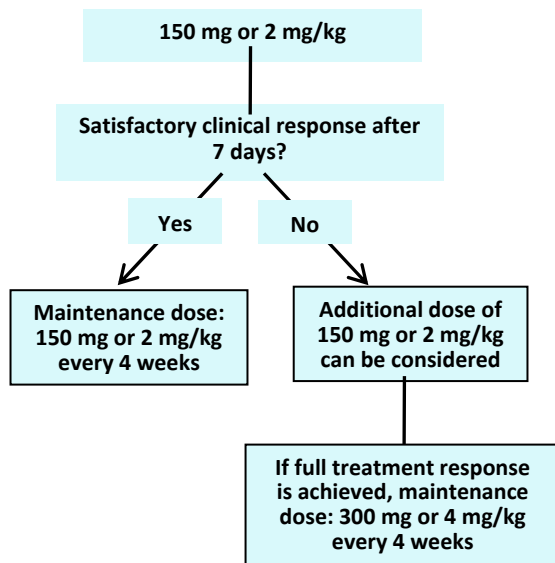 150 mg or 2 mg/kg
Satisfactory clinical response after
7 days?
Yes
No
Maintenance dose:
150 mg or 2 mg/kg
every 4 weeks
Additional dose of
150 mg or 2 mg/kg
can be considered
If full treatment response
is achieved, maintenance
dose: 300 mg or 4 mg/kg
every 4 weeks